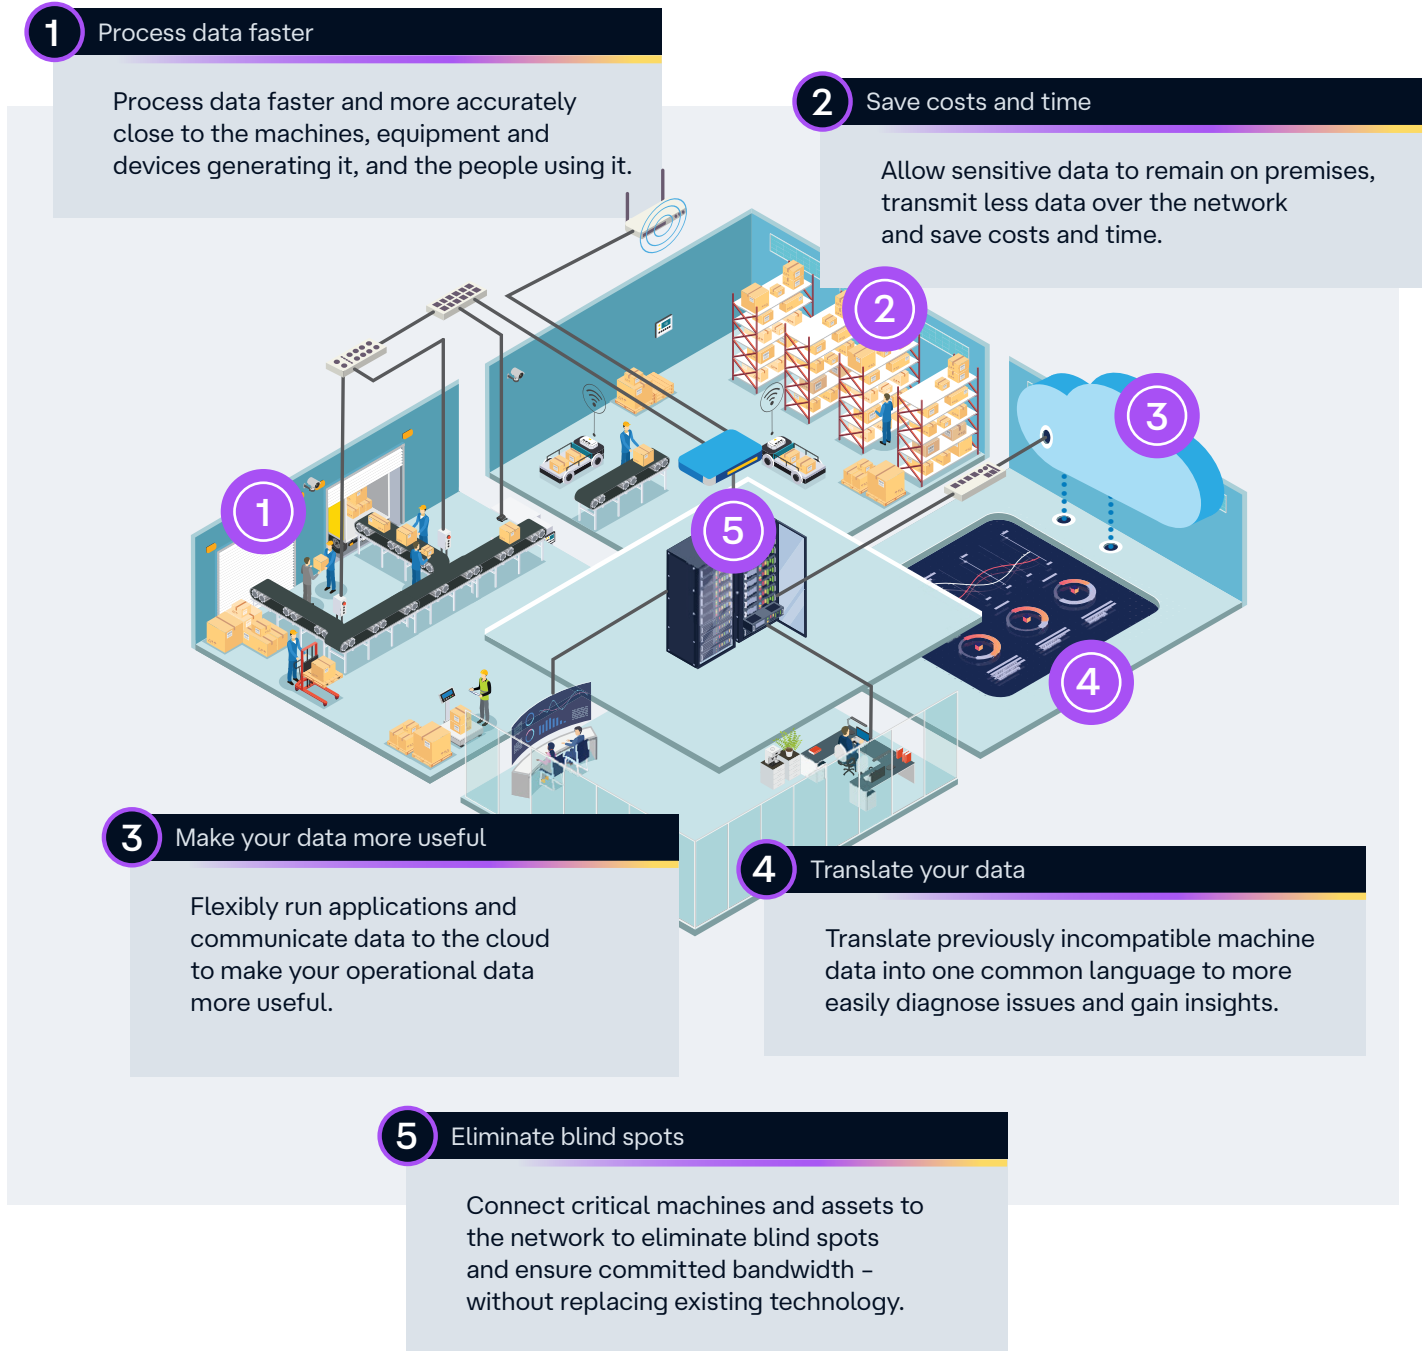 1 Process data faster
Process data faster and more accurately
close to the machines, equipment and
devices generating it, and the people using it.
2 Save costs and time
Allow sensitive data to remain on premises,
transmit less data over the network
and save costs and time.
2
3
1
5
4
3 Make your data more useful
Flexibly run applications and
communicate data to the cloud
to make your operational data
more useful.
4 Translate your data
Translate previously incompatible machine
data into one common language to more
easily diagnose issues and gain insights.
5 Eliminate blind spots
Connect critical machines and assets to
the network to eliminate blind spots
and ensure committed bandwidth –
without replacing existing technology.